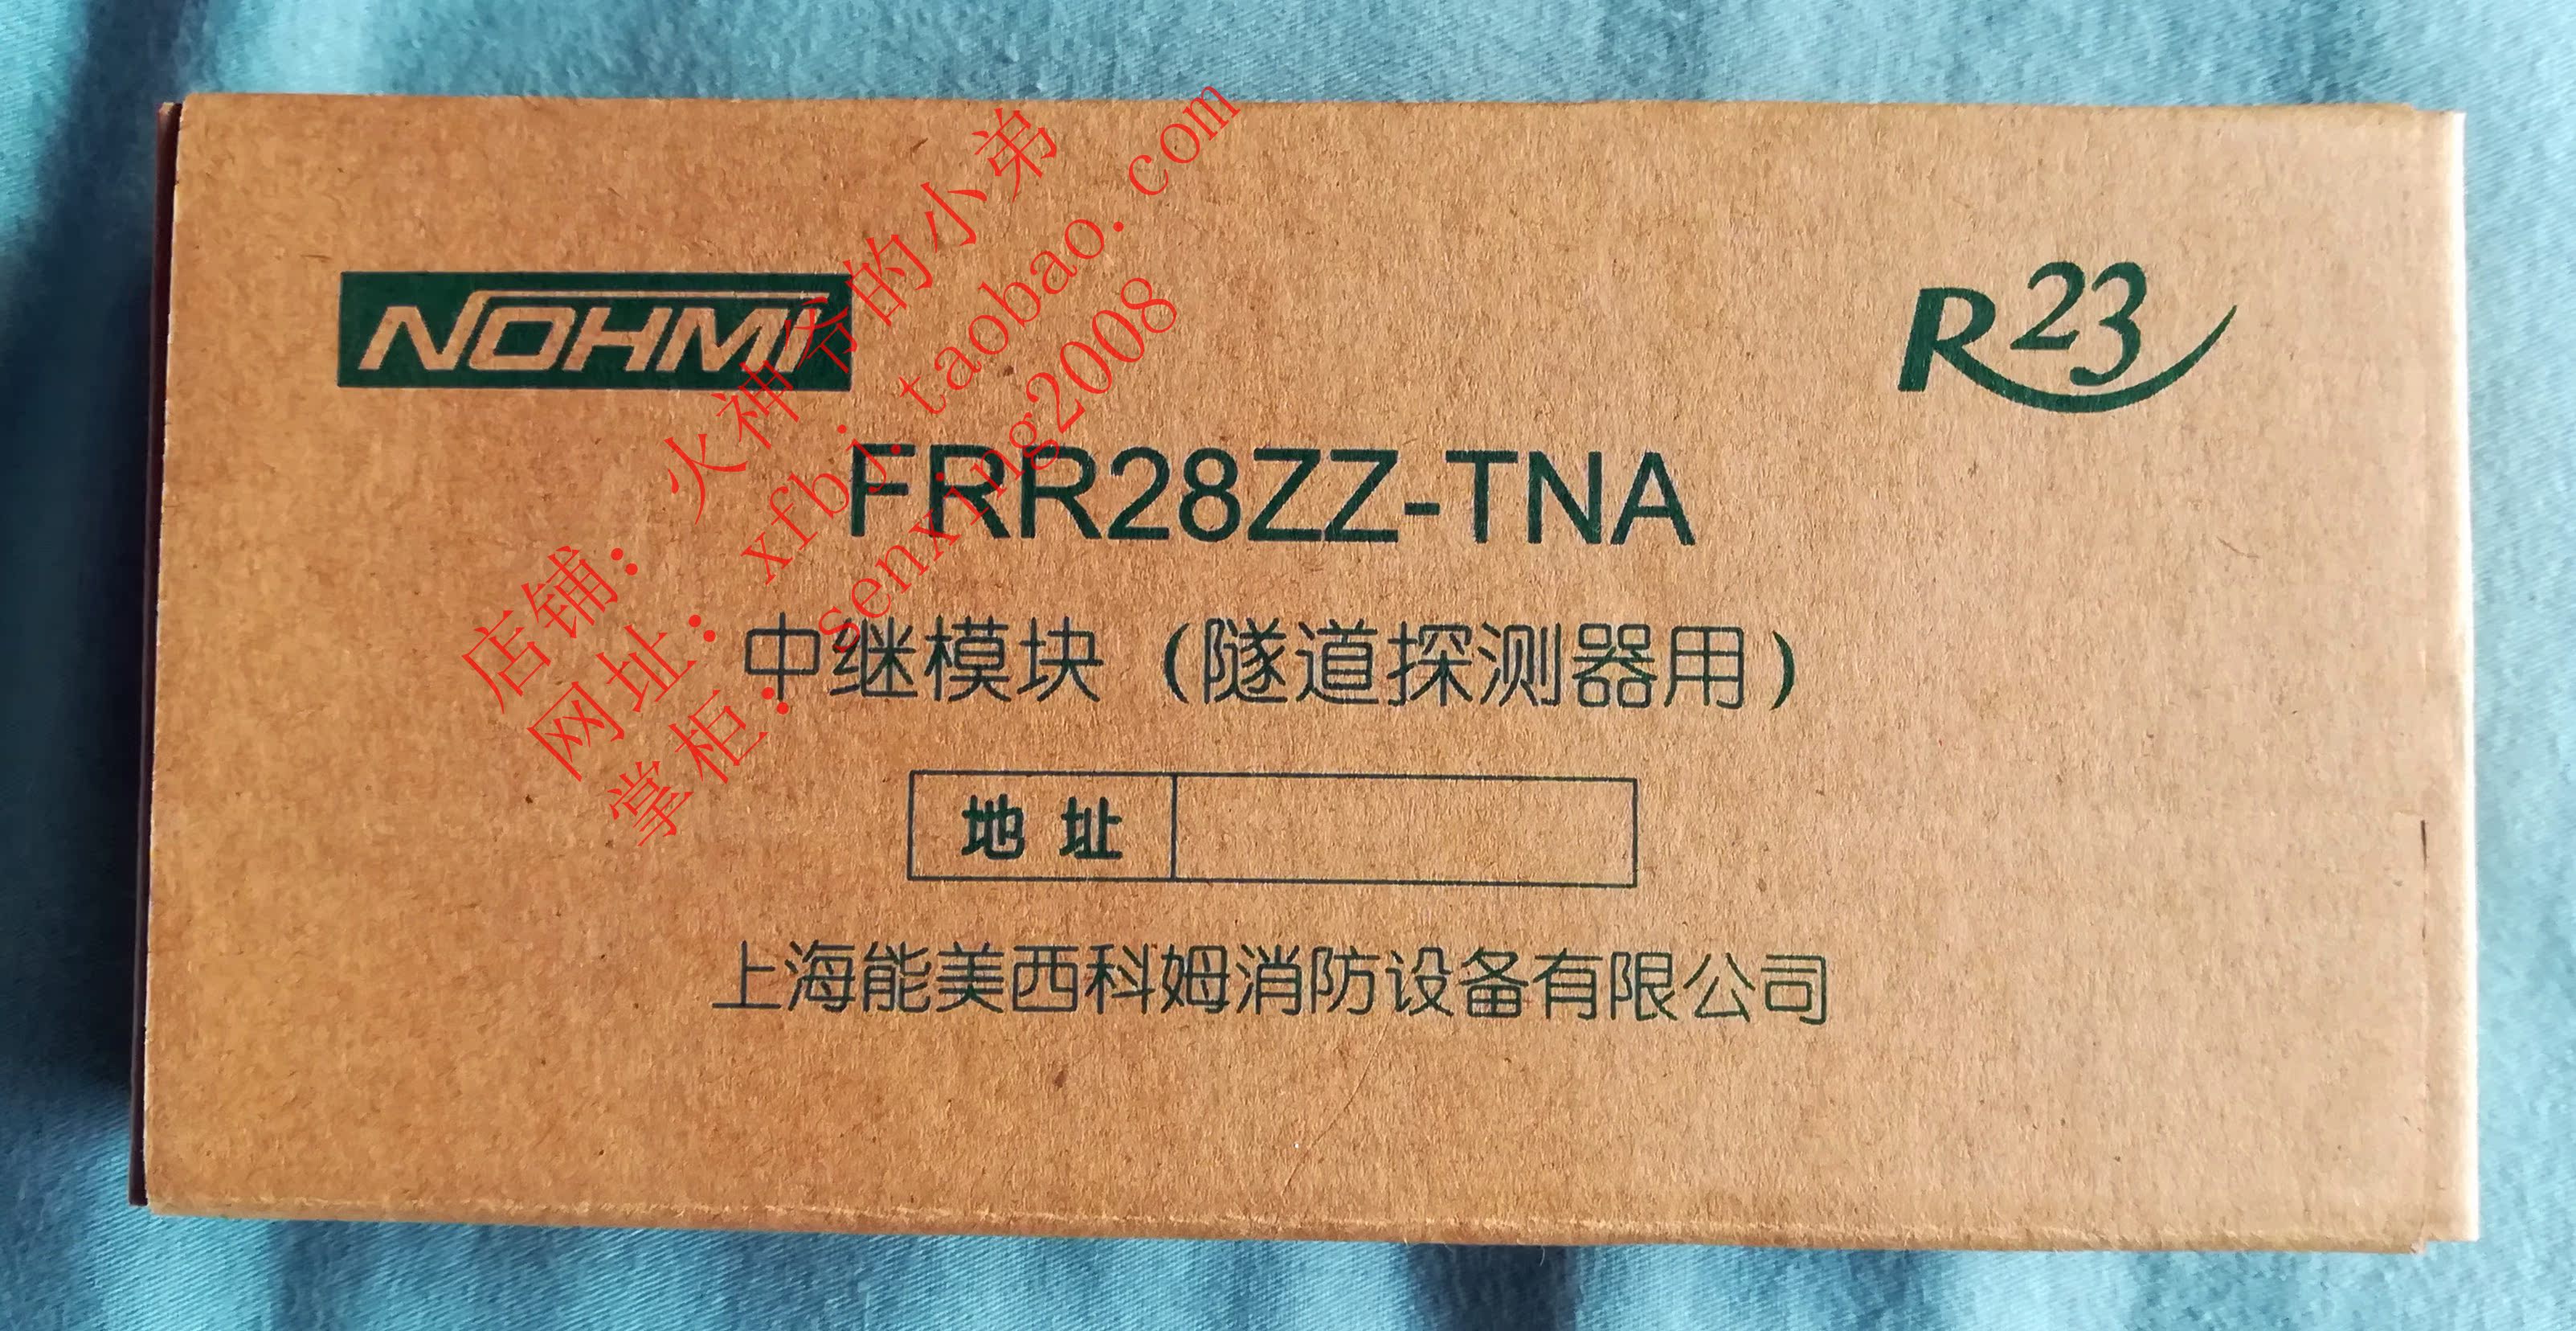 NOHMI
R23
FRR28ZZ-TNA
中继模块（隧道探测器用）
地址
上海能美西科姆消防设备有限公司
店铺：火神爷的小弟
网址：xfbj.taobao.com
掌柜：senxing2008